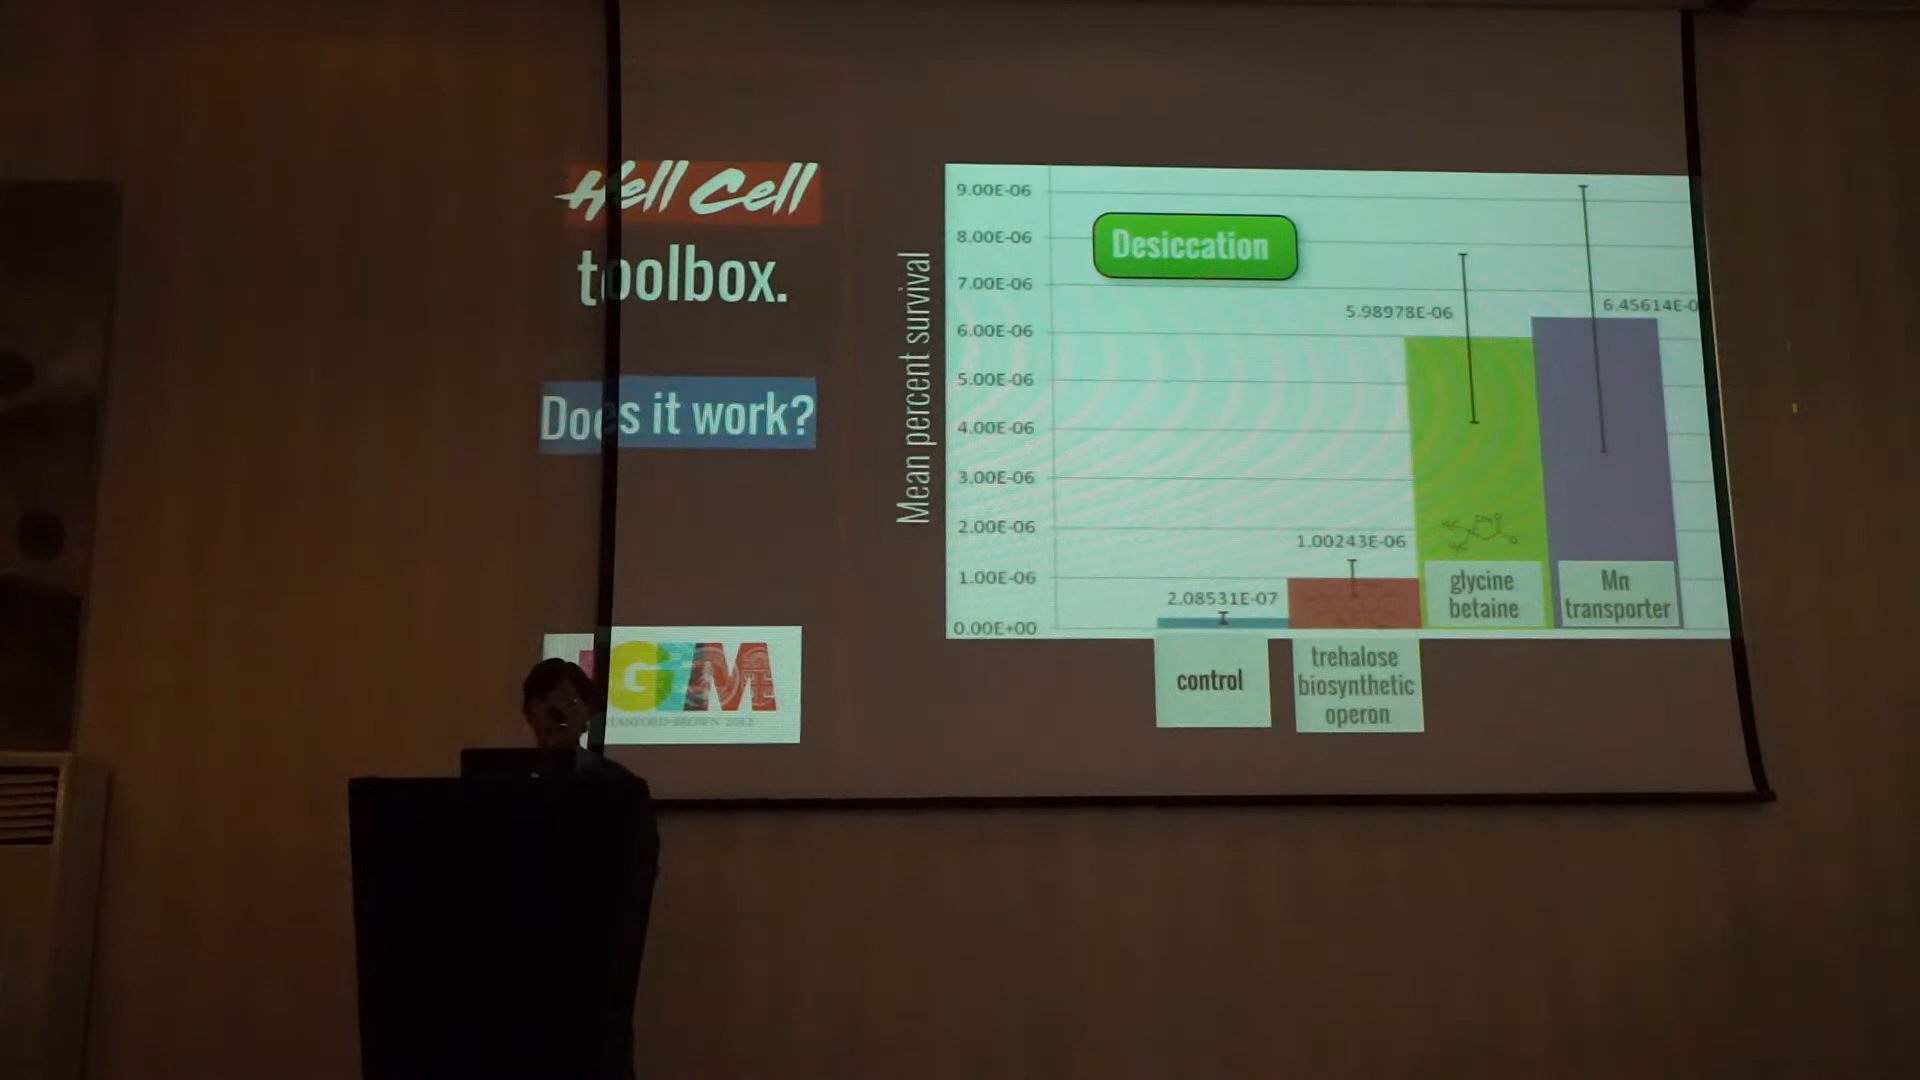 Hell Cell
toolbox.
Does it work?
GEM
STANFORD-BROWN 2012
Mean percent survival
9.00E-06
8.00E-06
7.00E-06
6.00E-06
5.00E-06
4.00E-06
3.00E-06
2.00E-06
1.00E-06
0.00E+00
Desiccation
2.08531E-07
1.00243E-06
5.98978E-06
6.45614E-0
control
trehalose
biosynthetic
operon
glycine
betaine
Mn
transporter